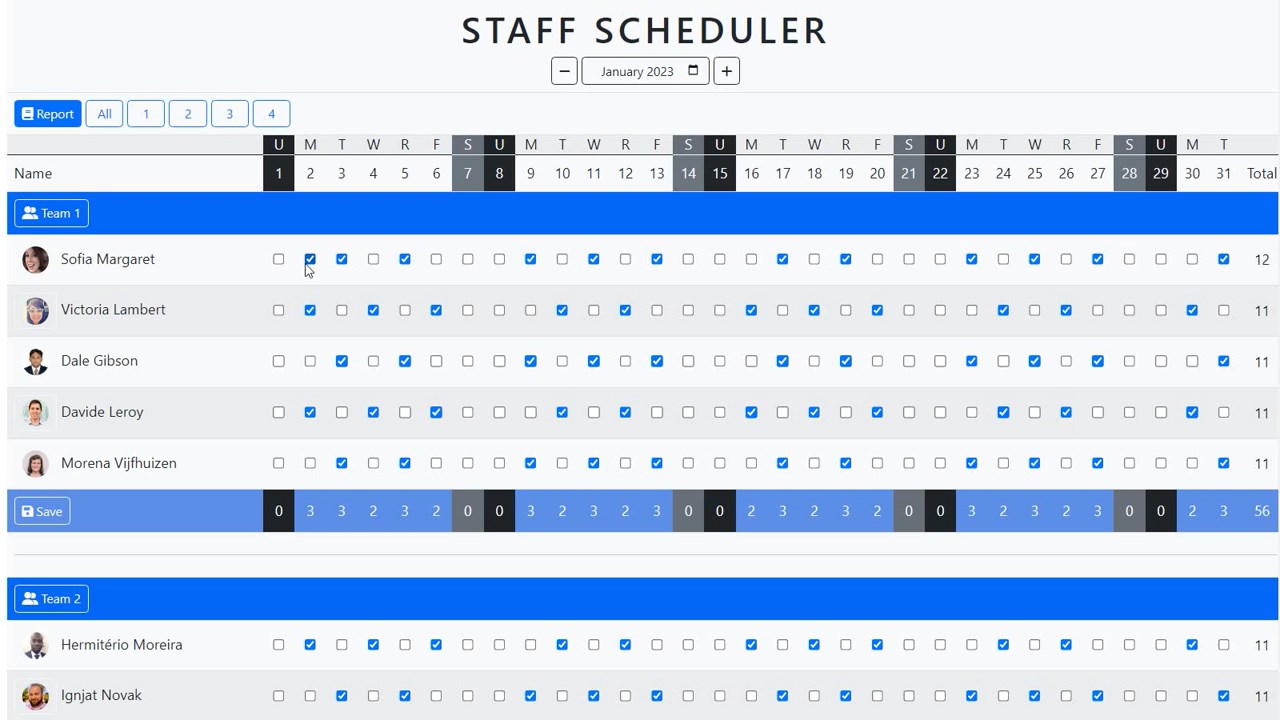 STAFF SCHEDULER
− January 2023 +
Report All 1 2 3 4
U M T W R F S U M T W R F S U M T W R F S U M T W R F S U M T
Name 1 2 3 4 5 6 7 8 9 10 11 12 13 14 15 16 17 18 19 20 21 22 23 24 25 26 27 28 29 30 31 Total
Team 1
Sofia Margaret 12
Victoria Lambert 11
Dale Gibson 11
Davide Leroy 11
Morena Vijfhuizen 11
Save 0 3 3 2 3 2 0 0 3 2 3 2 3 0 0 2 3 2 3 2 0 0 3 2 3 2 3 0 0 2 3 56
Team 2
Hermitério Moreira 11
Ignjat Novak 11